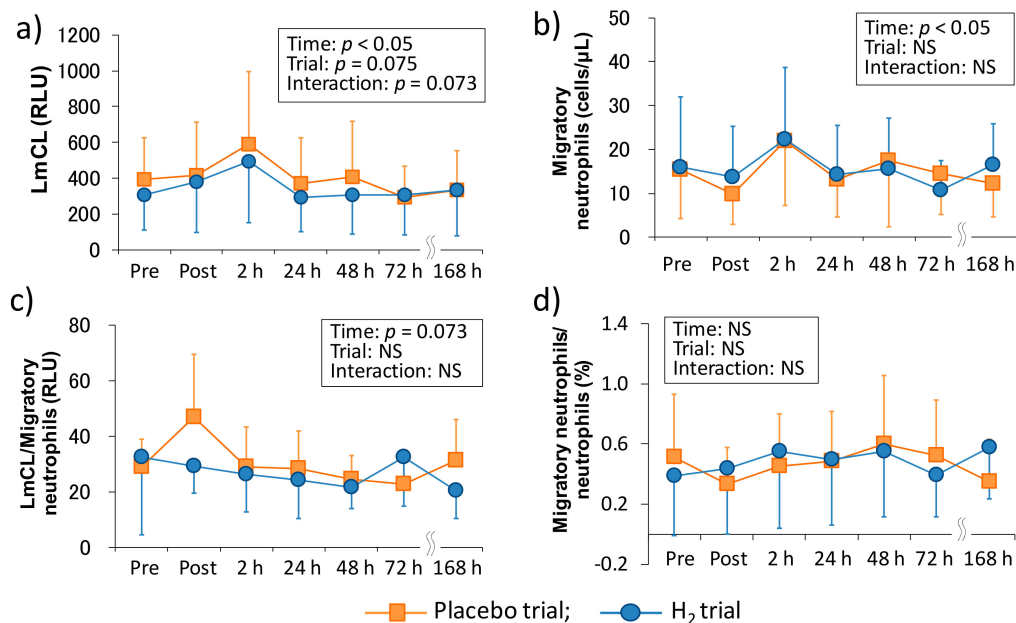 a)
1200
1000
800
600
400
200
0
LmCL (RLU)
Time: p < 0.05
Trial: p = 0.075
Interaction: p = 0.073
Pre Post 2 h 24 h 48 h 72 h 168 h
b)
50
40
30
20
10
0
Migratory
neutrophils (cells/µL)
Time: p < 0.05
Trial: NS
Interaction: NS
Pre Post 2 h 24 h 48 h 72 h 168 h
c)
80
60
40
20
0
LmCL/Migratory
neutrophils (RLU)
Time: p = 0.073
Trial: NS
Interaction: NS
Pre Post 2 h 24 h 48 h 72 h 168 h
d)
1.4
1.0
0.6
0.2
-0.2
Migratory neutrophils/
neutrophils (%)
Time: NS
Trial: NS
Interaction: NS
Pre Post 2 h 24 h 48 h 72 h 168 h
Placebo trial; H₂ trial